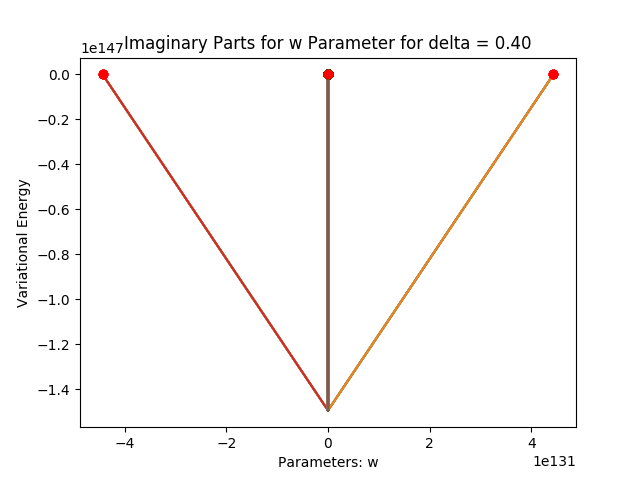 Imaginary Parts for w Parameter for delta = 0.40
1e147
0.0
−0.2
−0.4
−0.6
−0.8
−1.0
−1.2
−1.4
Variational Energy
−4
−2
0
2
4
1e131
Parameters: w